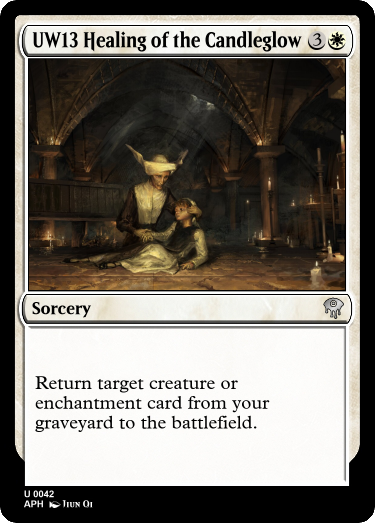 UW13 Healing of the Candleglow 3
Sorcery
Return target creature or
enchantment card from your
graveyard to the battlefield.
U 0042
APH Jiun Oi